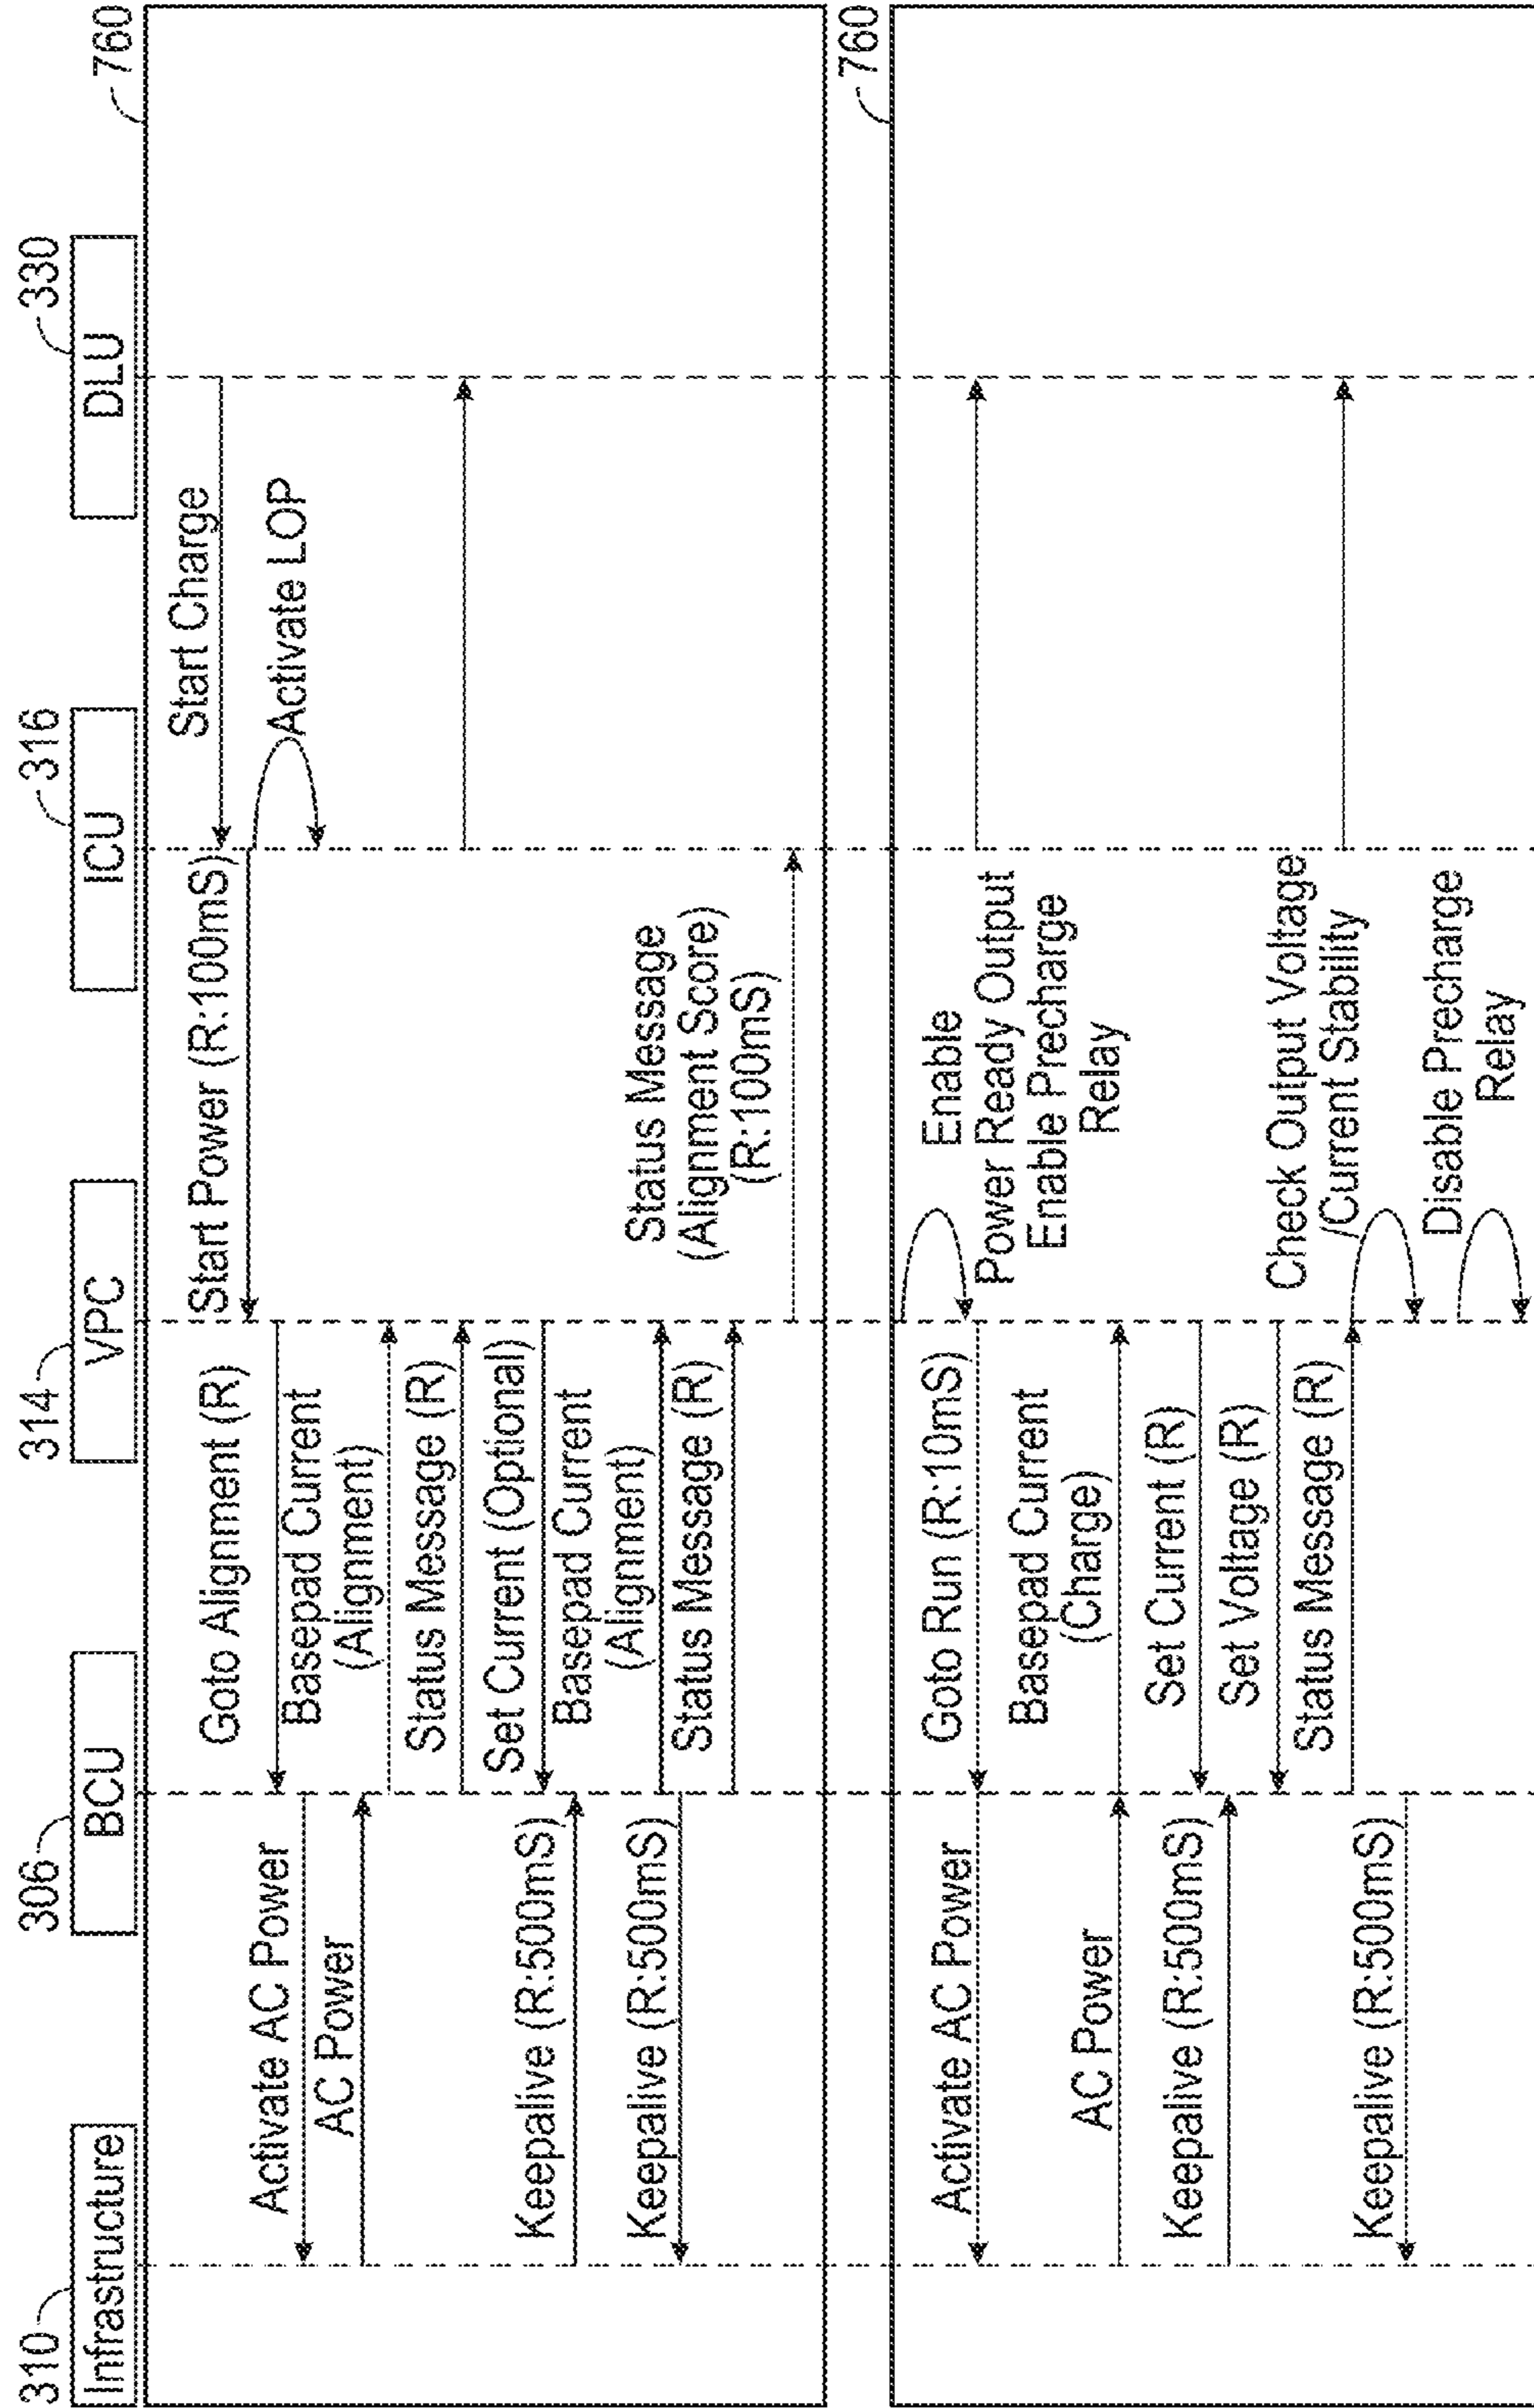 310
Infrastructure
306
BCU
314
VPC
316
ICU
330
DLU
760
Start Charge
Start Power (R:100mS)
Activate LOP
Goto Alignment (R)
Activate AC Power
AC Power
Basepad Current
(Alignment)
Status Message (R)
Set Current (Optional)
Keepalive (R:500mS)
Basepad Current
(Alignment)
Keepalive (R:500mS)
Status Message (R)
Status Message
(Alignment Score)
(R:100mS)
760
Enable
Power Ready Output
Enable Precharge
Relay
Goto Run (R:10mS)
Activate AC Power
Basepad Current
(Charge)
AC Power
Set Current (R)
Keepalive (R:500mS)
Set Voltage (R)
Check Output Voltage
/Current Stability
Status Message (R)
Keepalive (R:500mS)
Disable Precharge
Relay